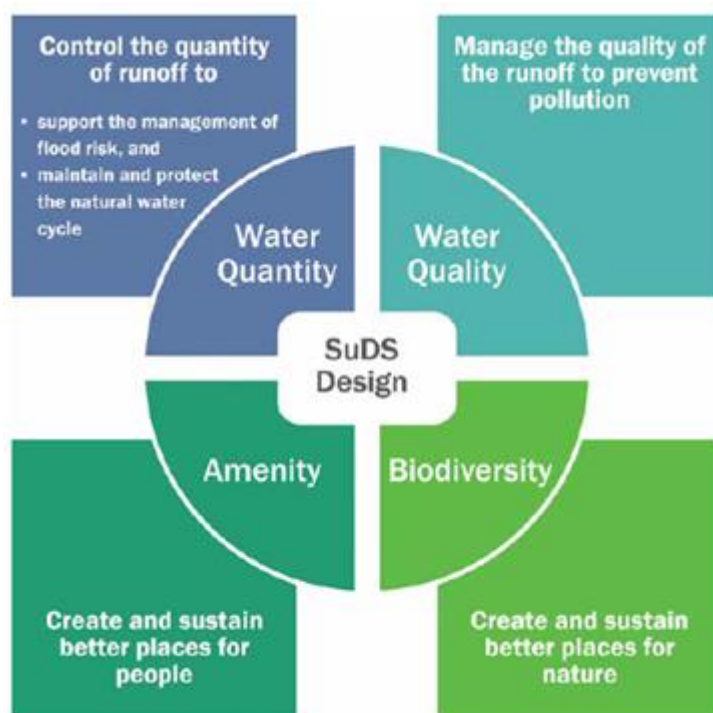 Control the quantity
of runoff to
• support the management of
flood risk, and
• maintain and protect
the natural water
cycle
Manage the quality of
the runoff to prevent
pollution
Water
Quantity
Water
Quality
SuDS
Design
Amenity
Biodiversity
Create and sustain
better places for
people
Create and sustain
better places for
nature